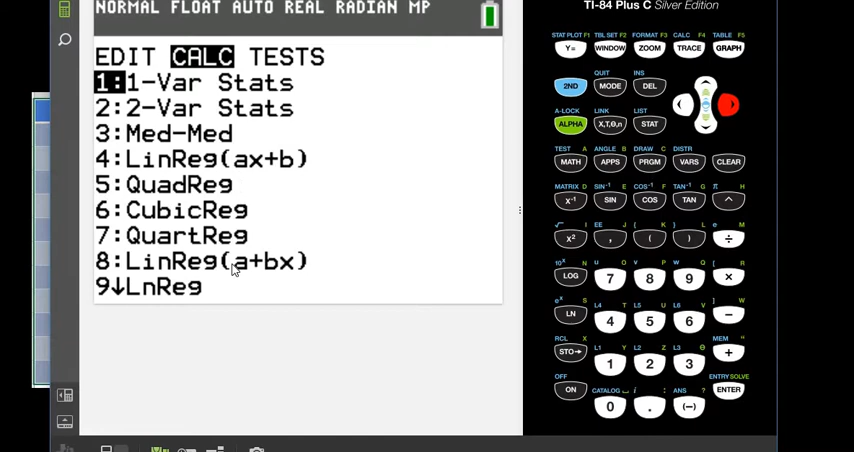 NORMAL FLOAT AUTO REAL RADIAN MP
EDIT CALC TESTS
1:1-Var Stats
2:2-Var Stats
3:Med-Med
4:LinReg(ax+b)
5:QuadReg
6:CubicReg
7:QuartReg
8:LinReg(a+bx)
9↓LnReg
TI-84 Plus C Silver Edition
STAT PLOT F1 TBL SET F2 FORMAT F3 CALC F4 TABLE F5
Y= WINDOW ZOOM TRACE GRAPH
QUIT INS
2ND MODE DEL
A-LOCK LINK LIST
ALPHA X,T,θ,n STAT
TEST A ANGLE B DRAW C DISTR
MATH APPS PRGM VARS CLEAR
MATRIX D SIN⁻¹ E COS⁻¹ F TAN⁻¹ G π H
X⁻¹ SIN COS TAN ^
√ I EE J { K } L e M
X² , ( ) ÷
10ˣ N u O v P w Q [ R
LOG 7 8 9 ×
eˣ S L4 T L5 U L6 V ] W
LN 4 5 6 −
RCL X L1 Y L2 Z L3 θ MEM "
STO→ 1 2 3 +
OFF CATALOG ⎵ i : ANS ? ENTRY SOLVE
ON 0 . (−) ENTER